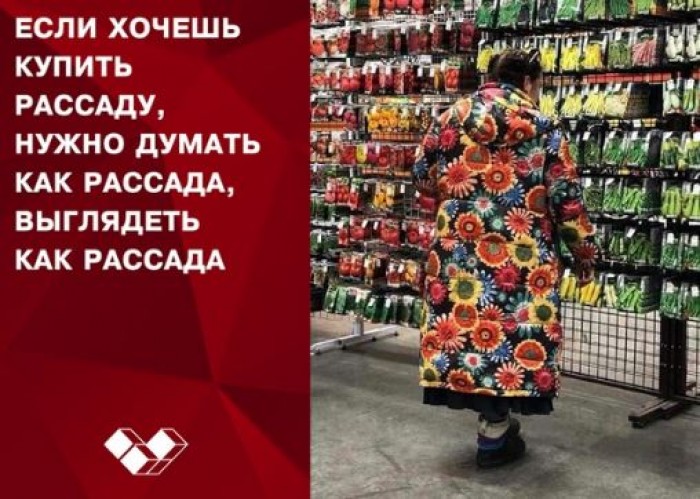 ЕСЛИ ХОЧЕШЬ
КУПИТЬ
РАССАДУ,
НУЖНО ДУМАТЬ
КАК РАССАДА,
ВЫГЛЯДЕТЬ
КАК РАССАДА